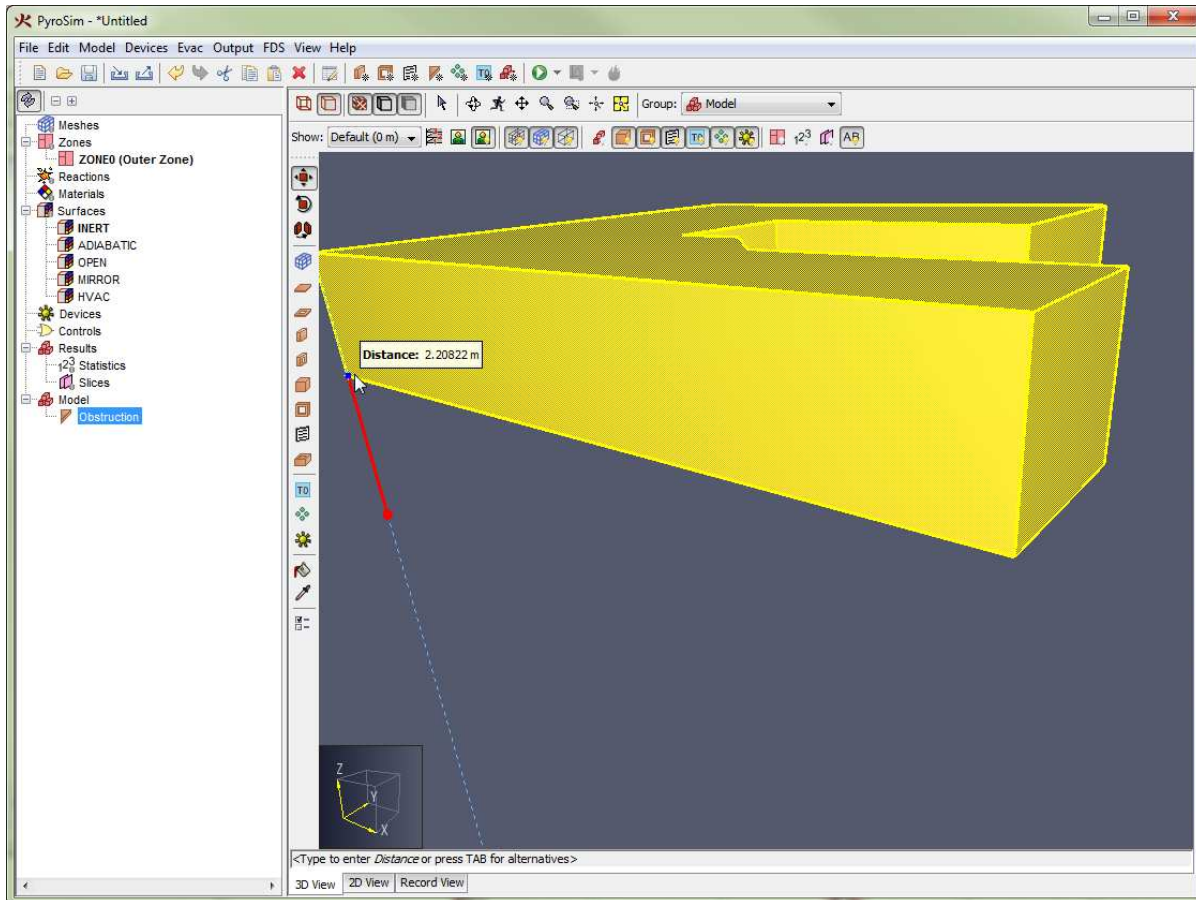 PyroSim - *Untitled
File Edit Model Devices Evac Output FDS View Help
Group: Model
Show: Default (0 m)
Meshes
Zones
ZONE0 (Outer Zone)
Reactions
Materials
Surfaces
INERT
ADIABATIC
OPEN
MIRROR
HVAC
Devices
Controls
Results
Statistics
Slices
Model
Obstruction
Distance: 2.20822 m
Z
Y
X
<Type to enter Distance or press TAB for alternatives>
3D View 2D View Record View